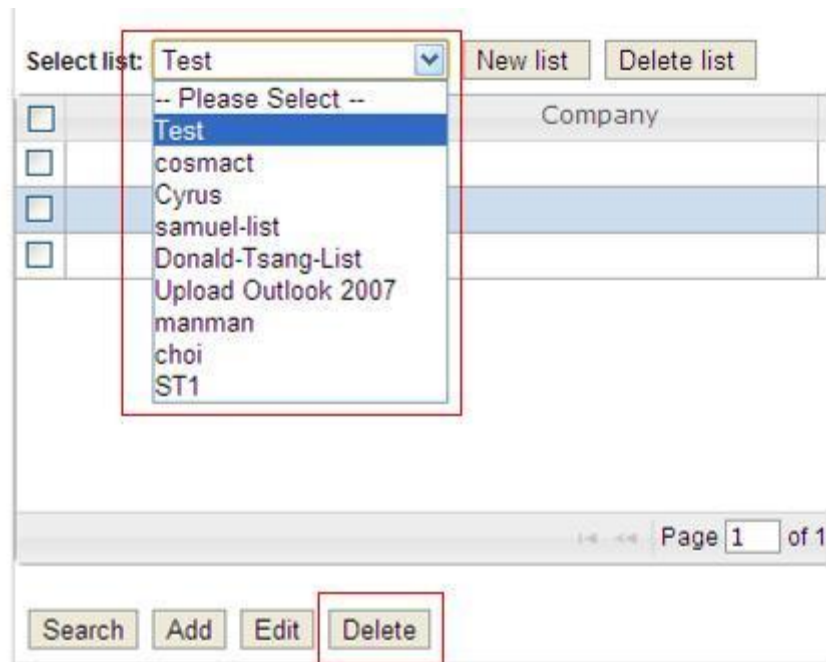 Select list: Test New list Delete list
-- Please Select --
Company
Test
cosmact
Cyrus
samuel-list
Donald-Tsang-List
Upload Outlook 2007
manman
choi
ST1
Page 1 of 1
Search Add Edit Delete